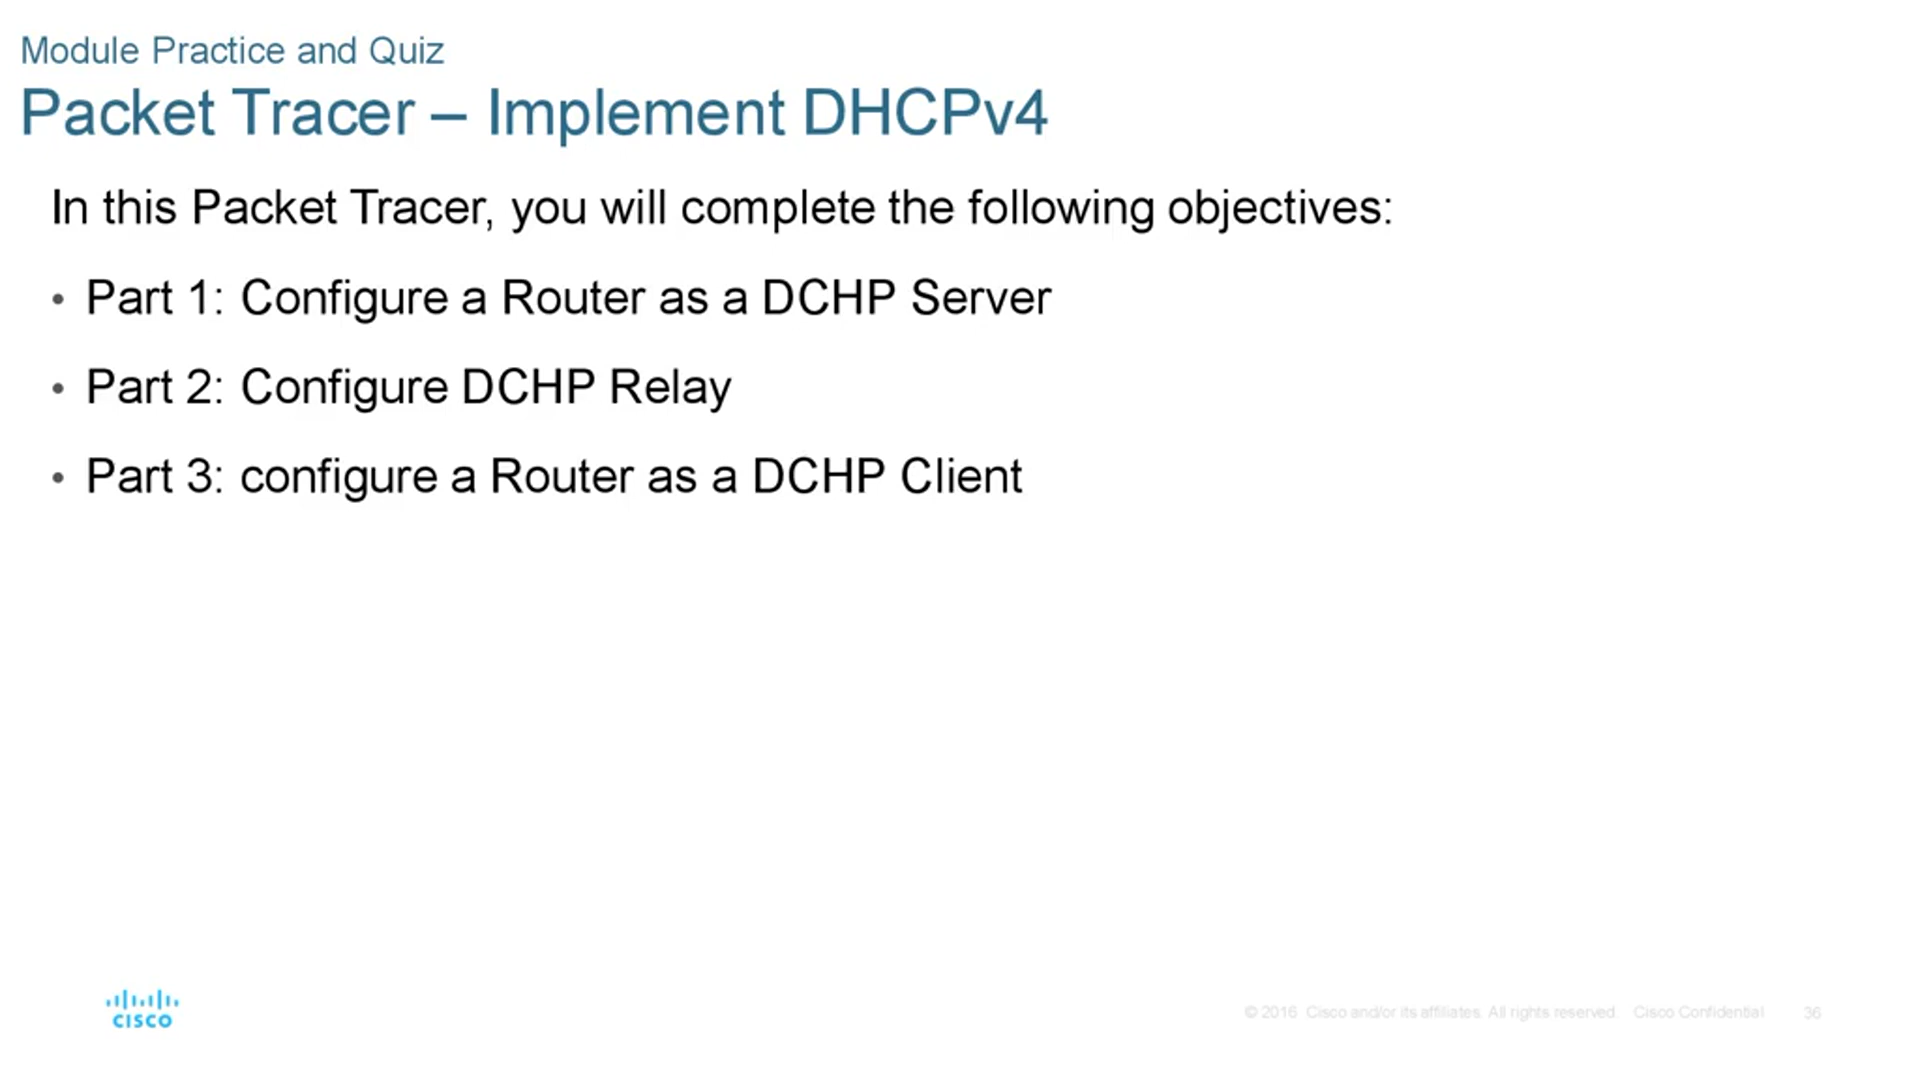 Module Practice and Quiz
Packet Tracer – Implement DHCPv4
In this Packet Tracer, you will complete the following objectives:
• Part 1: Configure a Router as a DCHP Server
• Part 2: Configure DCHP Relay
• Part 3: configure a Router as a DCHP Client
CISCO
© 2016 Cisco and/or its affiliates. All rights reserved. Cisco Confidential 36